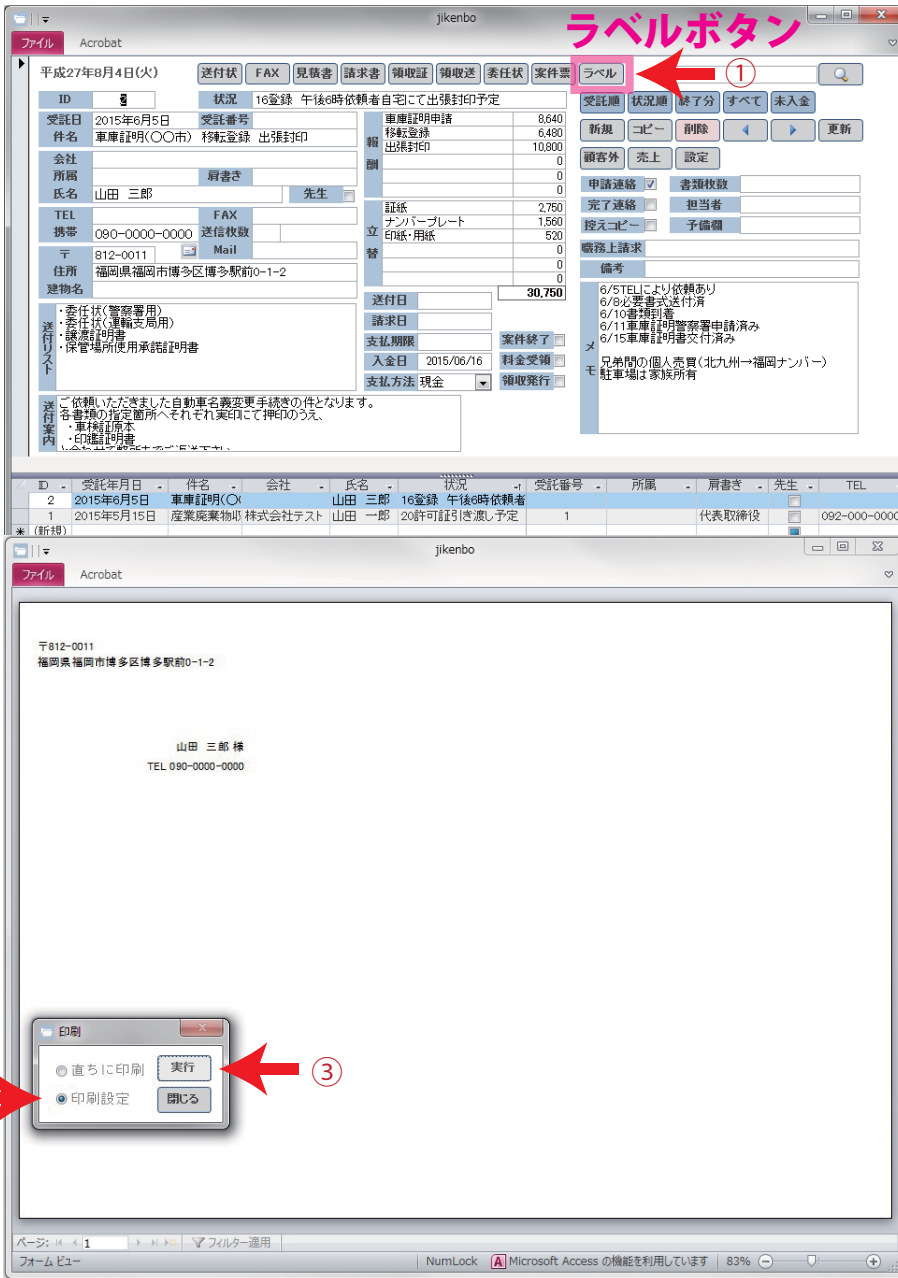 jikenbo
ラベルボタン
ファイル Acrobat
平成27年8月4日(火) 送付状 FAX 見積書 請求書 領収証 領収送 委任状 案件票 ラベル ①
ID 2 状況 16登録 午後6時依頼者自宅にて出張封印予定 受託順 状況順 終了分 すべて 未入金
受託日 2015年6月5日 受託番号
件名 車庫証明(〇〇市) 移転登録 出張封印
報酬
車庫証明申請 8,640
移転登録 6,480
出張封印 10,800
0
0
0
新規 コピー 削除 更新
顧客外 売上 設定
会社
所属 肩書き
氏名 山田 三郎 先生
申請連絡 書類枚数
完了連絡 担当者
控えコピー 予備欄
職務上請求
備考
TEL FAX
携帯 090-0000-0000 送信枚数
〒 812-0011 Mail
住所 福岡県福岡市博多区博多駅前0-1-2
建物名
立替
証紙 2,750
ナンバープレート 1,560
印紙・用紙 520
0
0
0
30,750
送付リスト
・委任状(警察署用)
・委任状(運輸支局用)
・譲渡証明書
・保管場所使用承諾証明書
送付日
請求日
支払期限 案件終了
入金日 2015/06/16 料金受領
支払方法 現金 領収発行
メモ
6/5TELにより依頼あり
6/8必要書式送付済
6/10書類到着
6/11車庫証明警察署申請済み
6/15車庫証明書交付済み
兄弟間の個人売買(北九州→福岡ナンバー)
駐車場は家族所有
送付案内
ご依頼いただきました自動車名義変更手続きの件となります。
各書類の指定箇所へそれぞれ実印にて押印のうえ、
・車検証原本
・印鑑証明書
ID 受託年月日 件名 会社 氏名 状況 受託番号 所属 肩書き 先生 TEL
2 2015年6月5日 車庫証明(〇( 山田 三郎 16登録 午後6時依頼者
1 2015年5月15日 産業廃棄物収 株式会社テスト 山田 一郎 20許可証引き渡し予定 1 代表取締役 092-000-0000
(新規)
jikenbo
ファイル Acrobat
〒812-0011
福岡県福岡市博多区博多駅前0-1-2
山田 三郎 様
TEL 090-0000-0000
印刷
直ちに印刷 実行
③
印刷設定 閉じる
ページ: 1 フィルター適用
フォーム ビュー NumLock Microsoft Access の機能を利用しています 83%